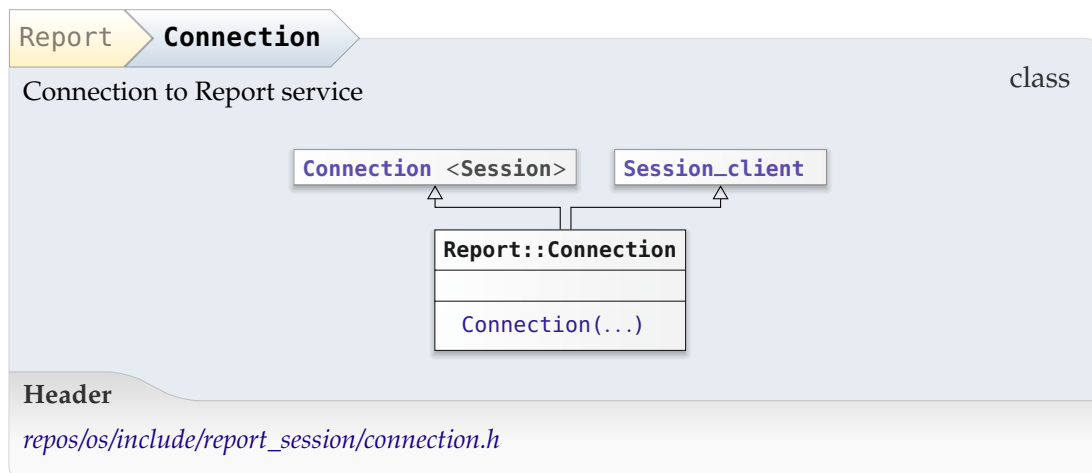 Report Connection
class
Connection to Report service
Connection <Session> Session_client
Report::Connection
Connection(...)
Header
repos/os/include/report_session/connection.h